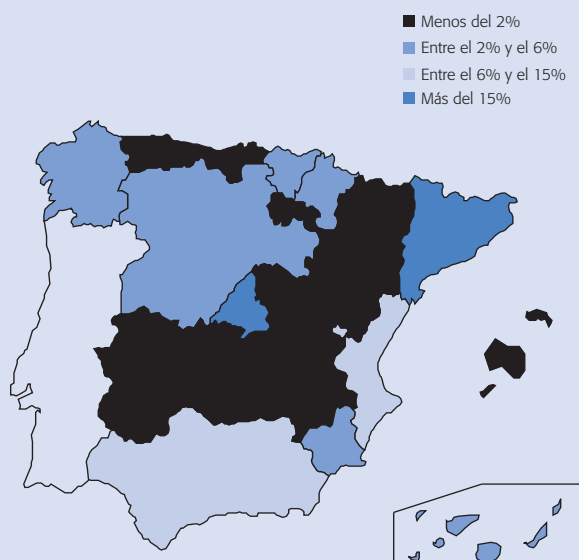 Menos del 2%
Entre el 2% y el 6%
Entre el 6% y el 15%
Más del 15%